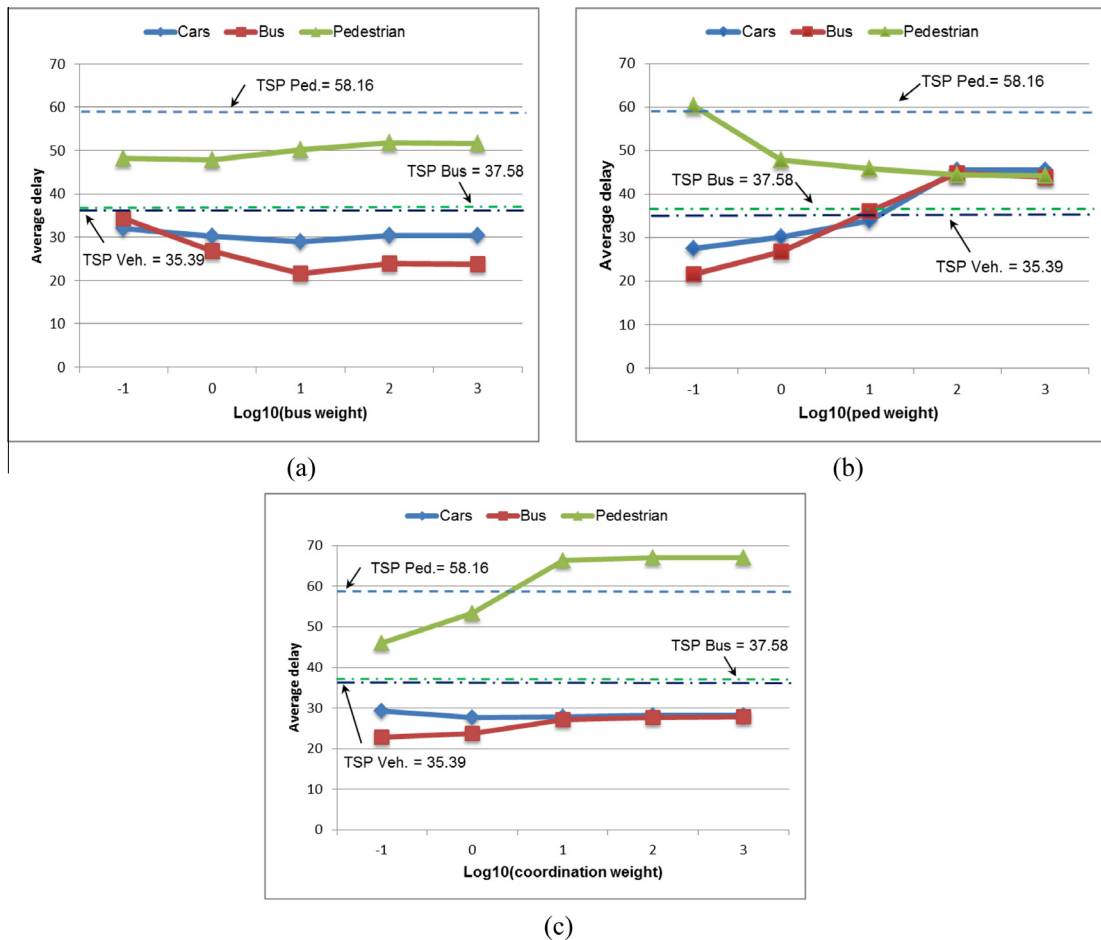 Cars Bus Pedestrian
70
60
50
40
30
20
10
0
Average delay
TSP Ped.= 58.16
TSP Bus = 37.58
TSP Veh. = 35.39
-1 0 1 2 3
Log10(bus weight)
(a)
Cars Bus Pedestrian
70
60
50
40
30
20
10
0
Average delay
TSP Ped.= 58.16
TSP Bus = 37.58
TSP Veh. = 35.39
-1 0 1 2 3
Log10(ped weight)
(b)
Cars Bus Pedestrian
70
60
50
40
30
20
10
0
Average delay
TSP Ped.= 58.16
TSP Bus = 37.58
TSP Veh. = 35.39
-1 0 1 2 3
Log10(coordination weight)
(c)